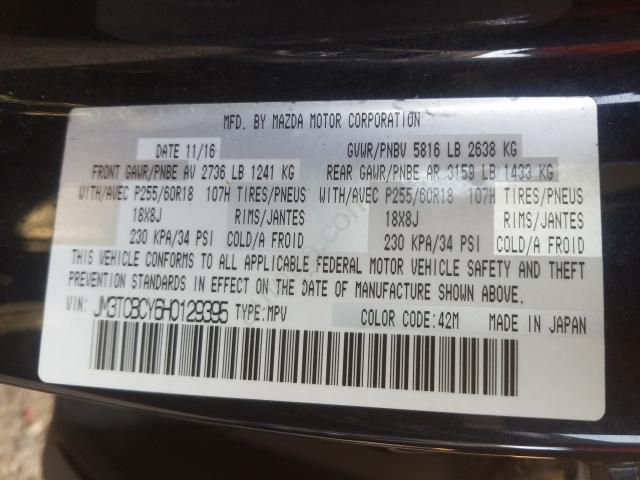 MFD. BY MAZDA MOTOR CORPORATION
DATE 11/16 GVWR/PNBV 5816 LB 2638 KG
FRONT GAWR/PNBE AV 2736 LB 1241 KG REAR GAWR/PNBE AR 3159 LB 1433 KG
WITH/AVEC P255/60R18 107H TIRES/PNEUS WITH/AVEC P255/60R18 107H TIRES/PNEUS
18X8J RIMS/JANTES 18X8J RIMS/JANTES
230 KPA/34 PSI COLD/A FROID 230 KPA/34 PSI COLD/A FROID
THIS VEHICLE CONFORMS TO ALL APPLICABLE FEDERAL MOTOR VEHICLE SAFETY AND THEFT
PREVENTION STANDARDS IN EFFECT ON THE DATE OF MANUFACTURE SHOWN ABOVE.
VIN: JM3TCBCY6H0129395 TYPE:MPV COLOR CODE:42M MADE IN JAPAN